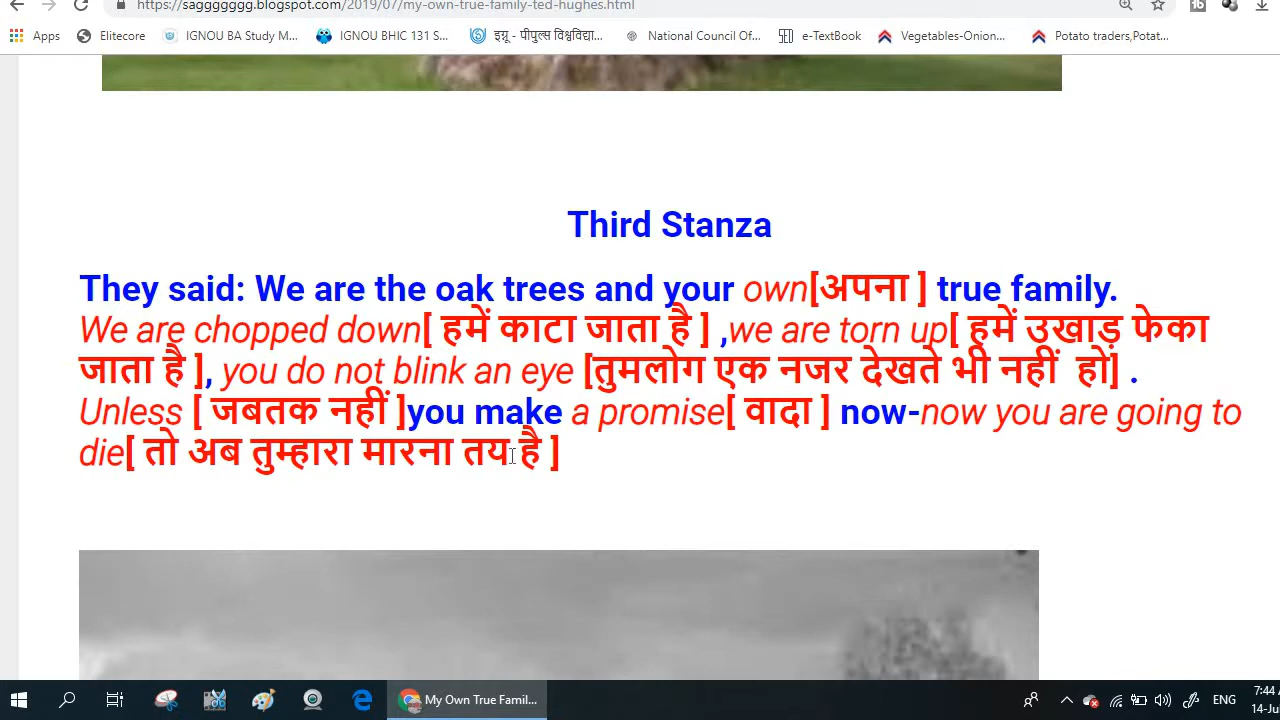 https://saggggggg.blogspot.com/2019/07/my-own-true-family-ted-hughes.html
Apps Elitecore IGNOU BA Study M... IGNOU BHIC 131 S... इग्नू - पीपुल्स विश्वविद्या... National Council Of... e-TextBook Vegetables-Onion... Potato traders,Potat...
Third Stanza
They said: We are the oak trees and your own[अपना ] true family.
We are chopped down[ हमें काटा जाता है ] ,we are torn up[ हमें उखाड़ फेका
जाता है ], you do not blink an eye [तुमलोग एक नजर देखते भी नहीं हो] .
Unless [ जबतक नहीं ]you make a promise[ वादा ] now-now you are going to
die[ तो अब तुम्हारा मारना तय है ]
My Own True Famil...
ENG
7:44
14-Ju